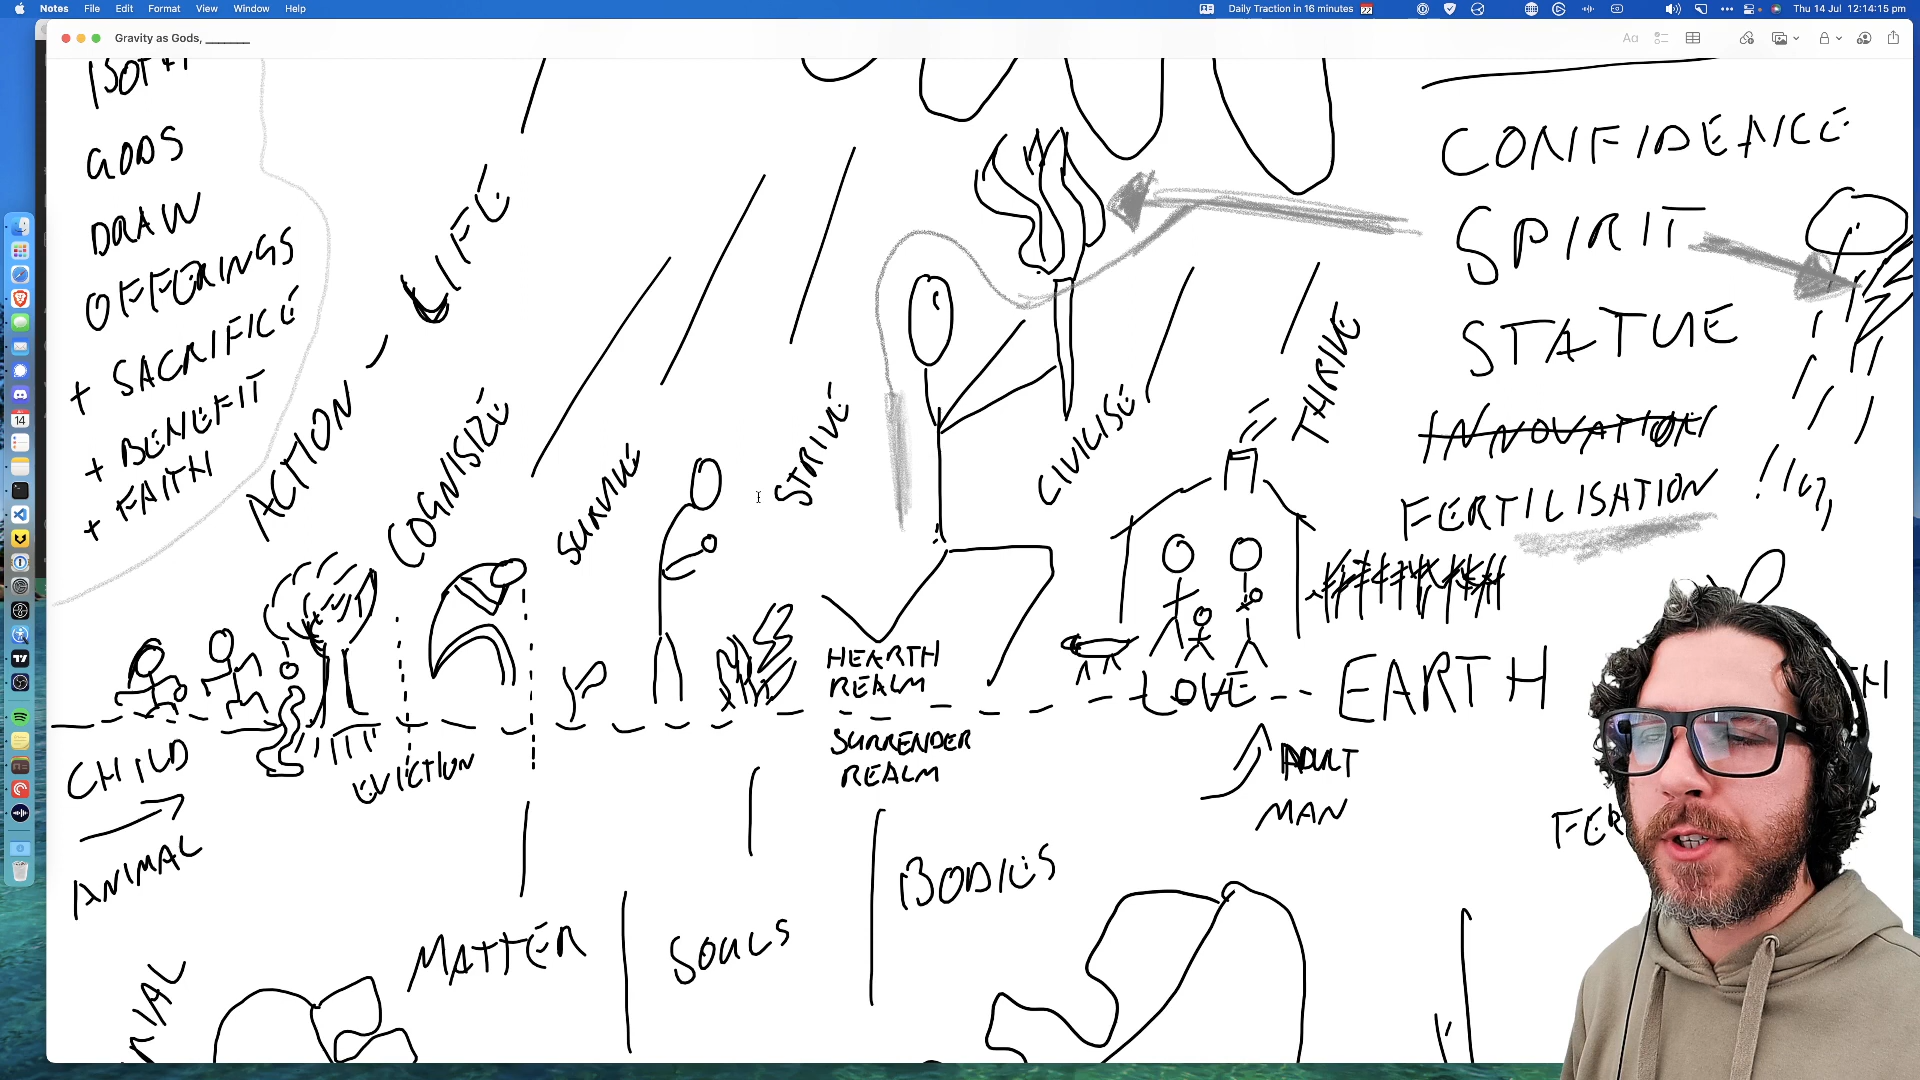 Notes File Edit Format View Window Help
Daily Traction in 16 minutes
Thu 14 Jul 12:14:15 pm
Gravity as Gods, ______
GODS
DRAW
OFFERINGS
+ SACRIFICE
+ BENEFIT
+ FAITH
ACTION - LIFE
COGNISIZE
SURVIVE
STRIVE
CIVILISE
THRIVE
CONFIDENCE
SPIRIT
STATUE
INNOVATION
FERTILISATION
HEARTH
REALM
LOVE
EARTH
CHILD
EVICTION
SURRENDER
REALM
ADULT
MAN
ANIMAL
MATTER
SOULS
BODIES
FER